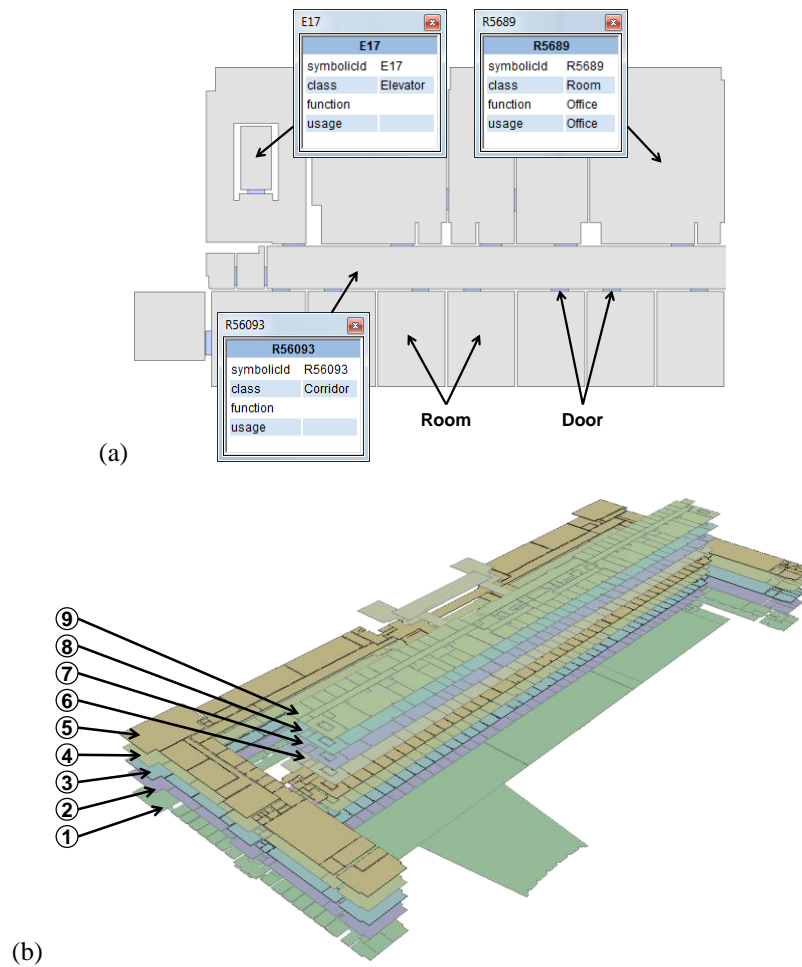 E17
E17
symbolicId E17
class Elevator
function
usage
R5689
R5689
symbolicId R5689
class Room
function Office
usage Office
R56093
R56093
symbolicId R56093
class Corridor
function
usage
Room
Door
(a)
⑨
⑧
⑦
⑥
⑤
④
③
②
①
(b)